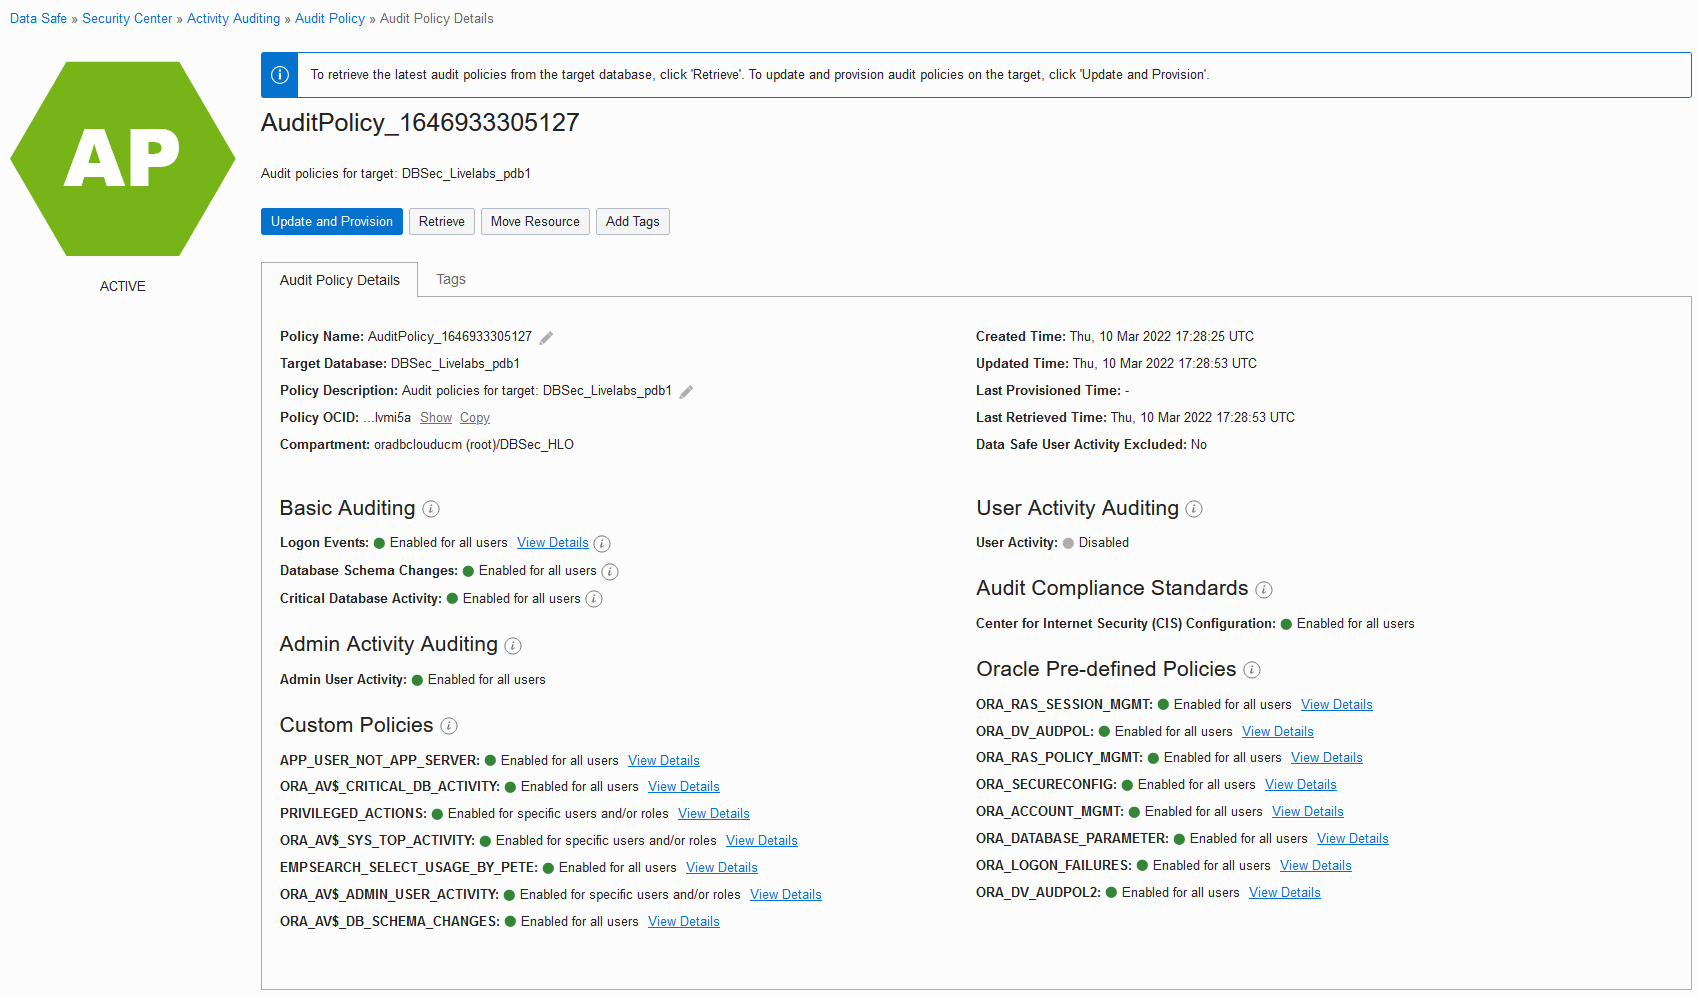 Data Safe » Security Center » Activity Auditing » Audit Policy » Audit Policy Details
AP
ACTIVE
To retrieve the latest audit policies from the target database, click 'Retrieve'. To update and provision audit policies on the target, click 'Update and Provision'.
AuditPolicy_1646933305127
Audit policies for target: DBSec_Livelabs_pdb1
Update and Provision Retrieve Move Resource Add Tags
Audit Policy Details Tags
Policy Name: AuditPolicy_1646933305127
Target Database: DBSec_Livelabs_pdb1
Policy Description: Audit policies for target: DBSec_Livelabs_pdb1
Policy OCID: ...lvmi5a Show Copy
Compartment: oradbclouducm (root)/DBSec_HLO
Created Time: Thu, 10 Mar 2022 17:28:25 UTC
Updated Time: Thu, 10 Mar 2022 17:28:53 UTC
Last Provisioned Time: -
Last Retrieved Time: Thu, 10 Mar 2022 17:28:53 UTC
Data Safe User Activity Excluded: No
Basic Auditing
Logon Events: Enabled for all users View Details
Database Schema Changes: Enabled for all users
Critical Database Activity: Enabled for all users
Admin Activity Auditing
Admin User Activity: Enabled for all users
Custom Policies
APP_USER_NOT_APP_SERVER: Enabled for all users View Details
ORA_AV$_CRITICAL_DB_ACTIVITY: Enabled for all users View Details
PRIVILEGED_ACTIONS: Enabled for specific users and/or roles View Details
ORA_AV$_SYS_TOP_ACTIVITY: Enabled for specific users and/or roles View Details
EMPSEARCH_SELECT_USAGE_BY_PETE: Enabled for all users View Details
ORA_AV$_ADMIN_USER_ACTIVITY: Enabled for specific users and/or roles View Details
ORA_AV$_DB_SCHEMA_CHANGES: Enabled for all users View Details
User Activity Auditing
User Activity: Disabled
Audit Compliance Standards
Center for Internet Security (CIS) Configuration: Enabled for all users
Oracle Pre-defined Policies
ORA_RAS_SESSION_MGMT: Enabled for all users View Details
ORA_DV_AUDPOL: Enabled for all users View Details
ORA_RAS_POLICY_MGMT: Enabled for all users View Details
ORA_SECURECONFIG: Enabled for all users View Details
ORA_ACCOUNT_MGMT: Enabled for all users View Details
ORA_DATABASE_PARAMETER: Enabled for all users View Details
ORA_LOGON_FAILURES: Enabled for all users View Details
ORA_DV_AUDPOL2: Enabled for all users View Details